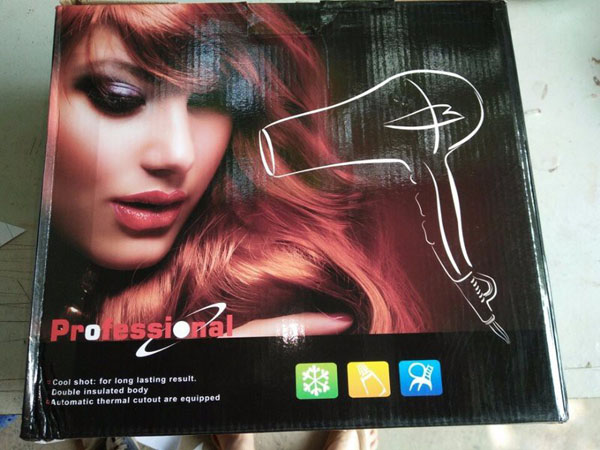 Professional
Cool shot: for long lasting result.
Double insulated body
Automatic thermal cutout are equipped